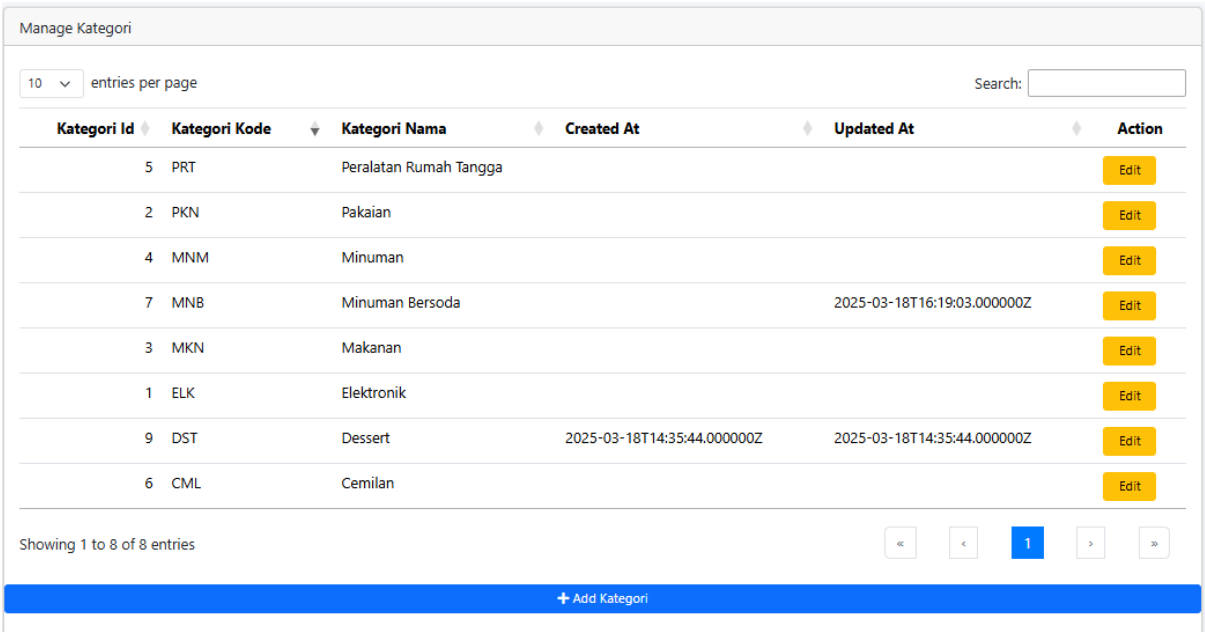 Manage Kategori
10 entries per page Search:
Kategori Id Kategori Kode Kategori Nama Created At Updated At Action
5 PRT Peralatan Rumah Tangga Edit
2 PKN Pakaian Edit
4 MNM Minuman Edit
7 MNB Minuman Bersoda 2025-03-18T16:19:03.000000Z Edit
3 MKN Makanan Edit
1 ELK Elektronik Edit
9 DST Dessert 2025-03-18T14:35:44.000000Z 2025-03-18T14:35:44.000000Z Edit
6 CML Cemilan Edit
Showing 1 to 8 of 8 entries « ‹ 1 › »
+ Add Kategori